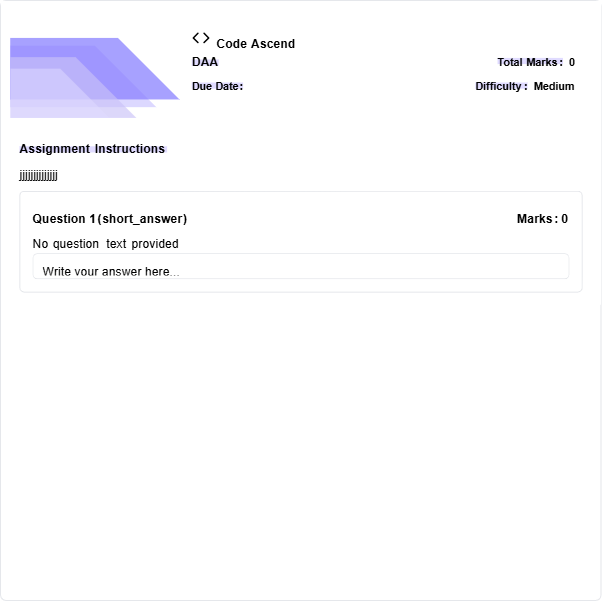 <> Code Ascend
DAA Total Marks: 0
Due Date: Difficulty: Medium
Assignment Instructions
jjjjjjjjjjjjjj
Question 1(short_answer) Marks: 0
No question text provided
Write your answer here...